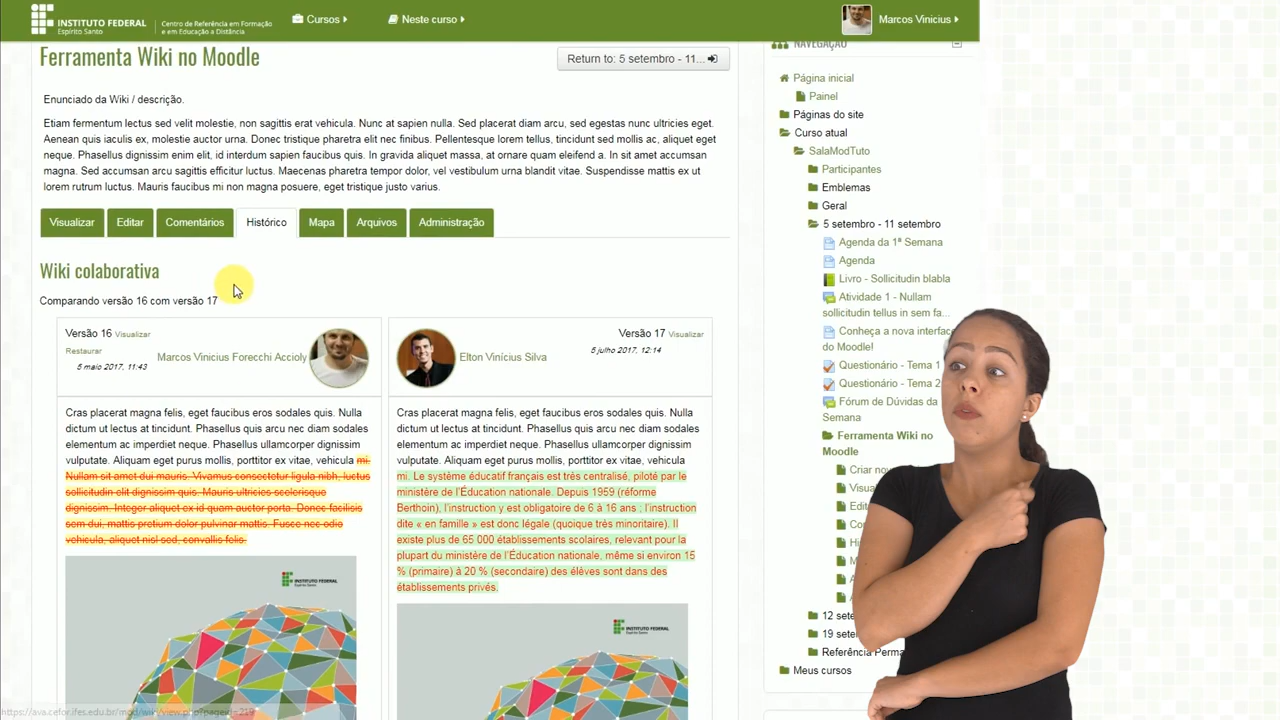 INSTITUTO FEDERAL
Espírito Santo
Centro de Referência em Formação
e em Educação a Distância
Cursos
Neste curso
Marcos Vinicius
Ferramenta Wiki no Moodle
Return to: 5 setembro - 11...
Enunciado da Wiki / descrição.
Etiam fermentum lectus sed velit molestie, non sagittis erat vehicula. Nunc at sapien nulla. Sed placerat diam arcu, sed egestas nunc ultricies eget.
Aenean quis iaculis ex, molestie auctor urna. Donec tristique pharetra elit nec finibus. Pellentesque lorem tellus, tincidunt sed mollis ac, aliquet eget
neque. Phasellus dignissim enim elit, id interdum sapien faucibus quis. In gravida aliquet massa, at ornare quam eleifend a. In sit amet accumsan
magna. Sed accumsan arcu sagittis efficitur luctus. Maecenas pharetra tempor dolor, vel vestibulum urna blandit vitae. Suspendisse mattis ex ut
lorem rutrum luctus. Mauris faucibus mi non magna posuere, eget tristique justo varius.
Visualizar
Editar
Comentários
Histórico
Mapa
Arquivos
Administração
Wiki colaborativa
Comparando versão 16 com versão 17
Versão 16 Visualizar
Restaurar
5 maio 2017, 11:43
Marcos Vinicius Forecchi Accioly
Elton Vinícius Silva
Versão 17 Visualizar
5 julho 2017, 12:14
Cras placerat magna felis, eget faucibus eros sodales quis. Nulla
dictum ut lectus at tincidunt. Phasellus quis arcu nec diam sodales
elementum ac imperdiet neque. Phasellus ullamcorper dignissim
vulputate. Aliquam eget purus mollis, porttitor ex vitae, vehicula mi.
Nullam sit amet dui mauris. Vivamus consectetur ligula nibh, luctus
sollicitudin elit dignissim quis. Mauris ultricies scelerisque
dignissim. Integer aliquet ex id quam auctor porta. Donec facilisis
sem dui, mattis pretium dolor pulvinar mattis. Fusce nec odio
vehicula, aliquet nisl sed, convallis felis.
INSTITUTO FEDERAL
Espírito Santo
Cras placerat magna felis, eget faucibus eros sodales quis. Nulla
dictum ut lectus at tincidunt. Phasellus quis arcu nec diam sodales
elementum ac imperdiet neque. Phasellus ullamcorper dignissim
vulputate. Aliquam eget purus mollis, porttitor ex vitae, vehicula
mi. Le système éducatif français est très centralisé, piloté par le
ministère de l'Éducation nationale. Depuis 1959 (réforme
Berthoin), l'instruction y est obligatoire de 6 à 16 ans ; l'instruction
dite « en famille » est donc légale (quoique très minoritaire). Il
existe plus de 65 000 établissements scolaires, relevant pour la
plupart du ministère de l'Éducation nationale, même si environ 15
% (primaire) à 20 % (secondaire) des élèves sont dans des
établissements privés.
INSTITUTO FEDERAL
Espírito Santo
NAVEGAÇÃO
Página inicial
Painel
Páginas do site
Curso atual
SalaModTuto
Participantes
Emblemas
Geral
5 setembro - 11 setembro
Agenda da 1ª Semana
Agenda
Livro - Sollicitudin blabla
Atividade 1 - Nullam
sollicitudin tellus in sem fa...
Conheça a nova interface
do Moodle!
Questionário - Tema 1
Questionário - Tema 2
Fórum de Dúvidas da
Semana
Ferramenta Wiki no
Moodle
Criar
12
19
Referência
Meus cursos